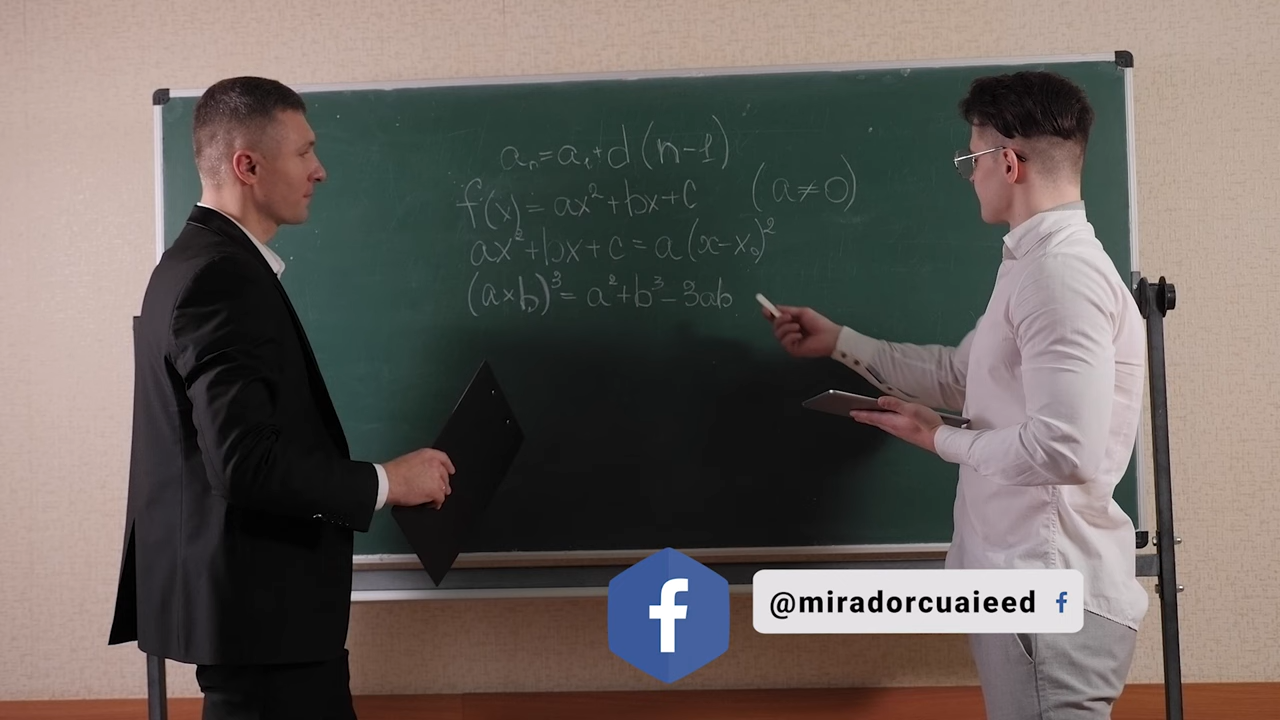 aₙ=a₁+d(n-1)
f(x)=ax²+bx+c (a≠0)
ax²+bx+c=a(x-x₀)²
(a×b)³=a²+b³-3ab
@miradorcuaieed f